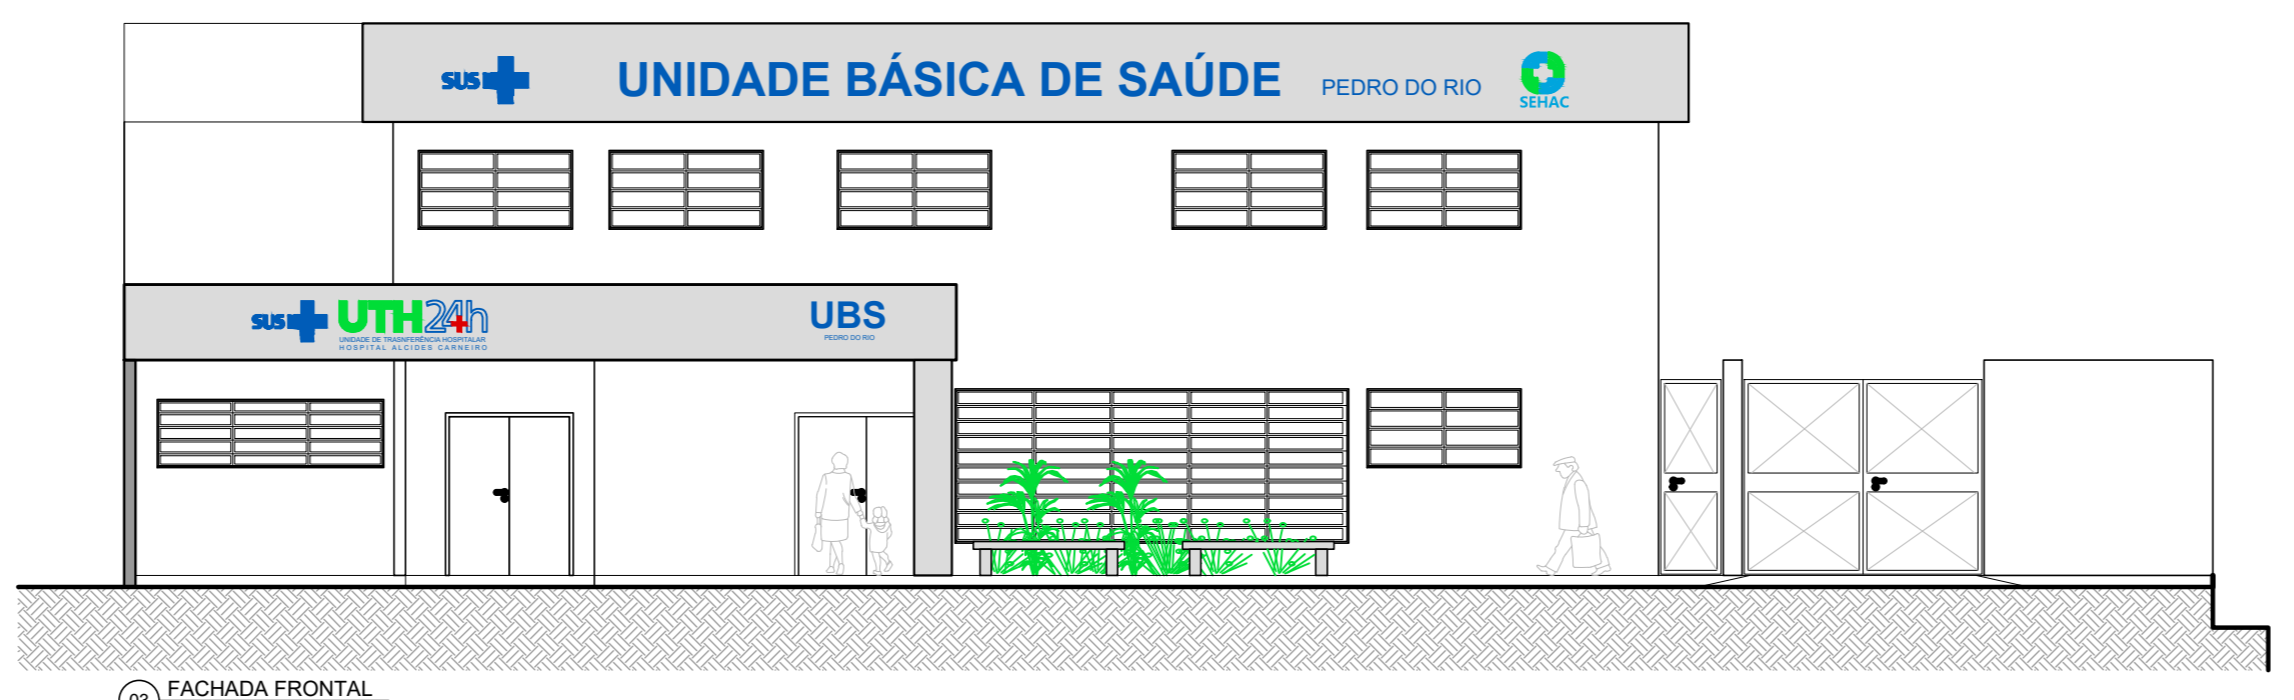 sus
UNIDADE BÁSICA DE SAÚDE PEDRO DO RIO
SEHAC
sus UTH24h
UNIDADE DE TRASNFERÊNCIA HOSPITALAR
HOSPITAL ALCIDES CARNEIRO
UBS
PEDRO DO RIO
03 FACHADA FRONTAL